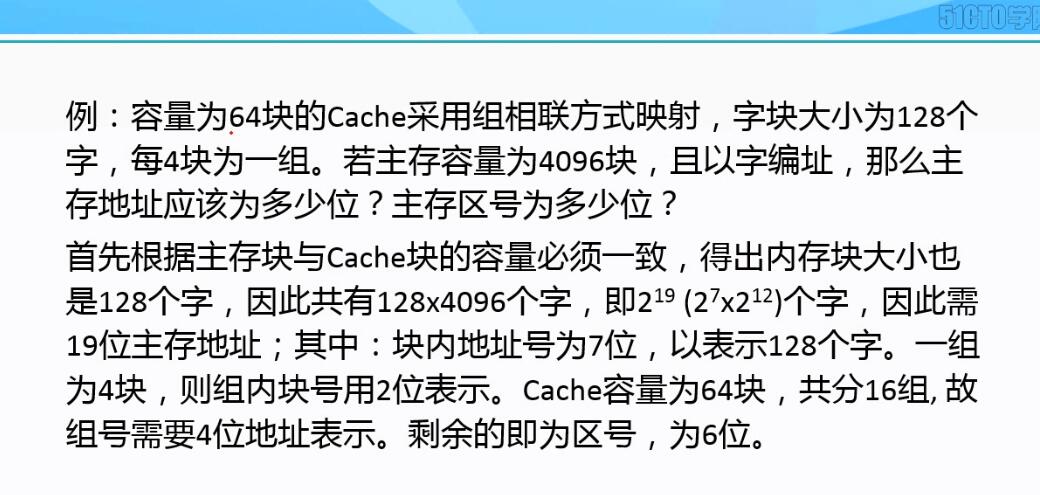 51CTO学
例：容量为64块的Cache采用组相联方式映射，字块大小为128个
字，每4块为一组。若主存容量为4096块，且以字编址，那么主
存地址应该为多少位？主存区号为多少位？
首先根据主存块与Cache块的容量必须一致，得出内存块大小也
是128个字，因此共有128x4096个字，即2¹⁹ (2⁷x2¹²)个字，因此需
19位主存地址；其中：块内地址号为7位，以表示128个字。一组
为4块，则组内块号用2位表示。Cache容量为64块，共分16组, 故
组号需要4位地址表示。剩余的即为区号，为6位。